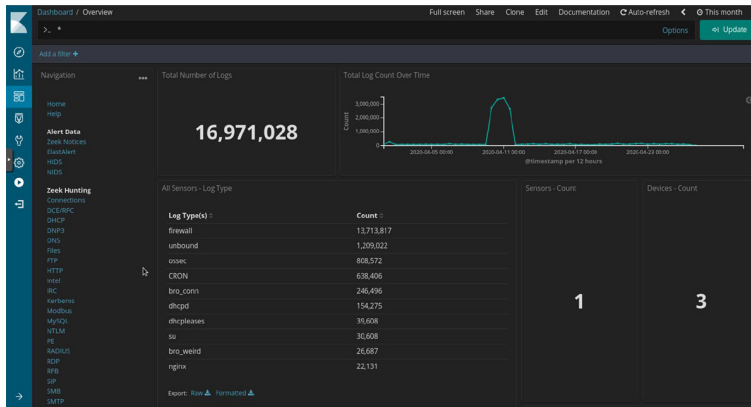 Dashboard / Overview
Full screen Share Clone Edit Documentation Auto-refresh This month
>_ *
Options
Update
Add a filter +
Navigation
Home
Help
Alert Data
Zeek Notices
ElastAlert
HIDS
NIDS
Zeek Hunting
Connections
DCE/RPC
DHCP
DNP3
DNS
Files
FTP
HTTP
Intel
IRC
Kerberos
Modbus
MySQL
NTLM
PE
RADIUS
RDP
RFB
SIP
SMB
SMTP
Total Number of Logs
16,971,028
Total Log Count Over Time
Count
3,000,000
2,000,000
1,000,000
0
2020-04-05 00:00 2020-04-11 00:00 2020-04-17 00:00 2020-04-23 00:00
@timestamp per 12 hours
All Sensors - Log Type
Log Type(s) Count
firewall 13,713,817
unbound 1,209,022
ossec 808,572
CRON 638,406
bro_conn 246,496
dhcpd 154,275
dhcpleases 39,608
su 30,608
bro_weird 26,687
nginx 22,131
Export: Raw Formatted
Sensors - Count
1
Devices - Count
3